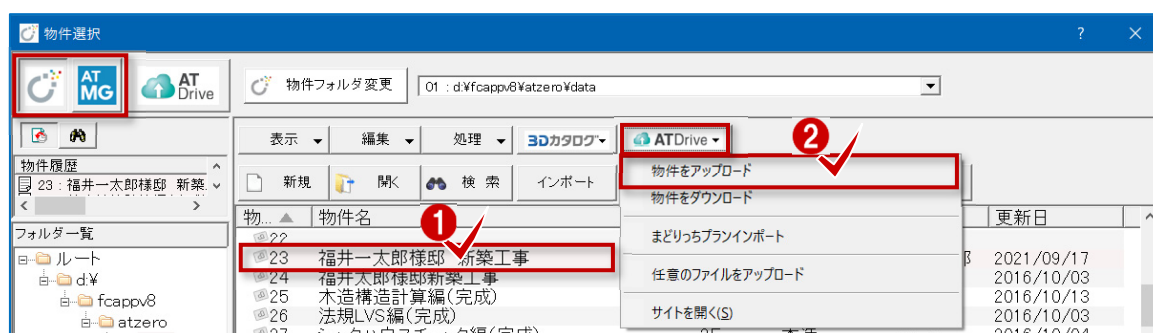 物件選択
?
×
AT
MG
AT
Drive
物件フォルダ変更
01 : d:¥fcappv8¥atzero¥data
表示
編集
処理
3Dカタログ
ATDrive
2
物件履歴
23 : 福井一太郎様邸 新築
新規
開く
検 索
インポート
物件をアップロード
物件をダウンロード
まどりっちプランインポート
任意のファイルをアップロード
サイトを開く(S)
1
物...
物件名
更新日
フォルダ一覧
ルート
d:¥
fcappv8
atzero
22
23 福井一太郎様邸 新築工事
2021/09/17
24 福井太郎様邸新築工事
2016/10/03
25 木造構造計算編(完成)
2016/10/13
26 法規LVS編(完成)
2016/10/03